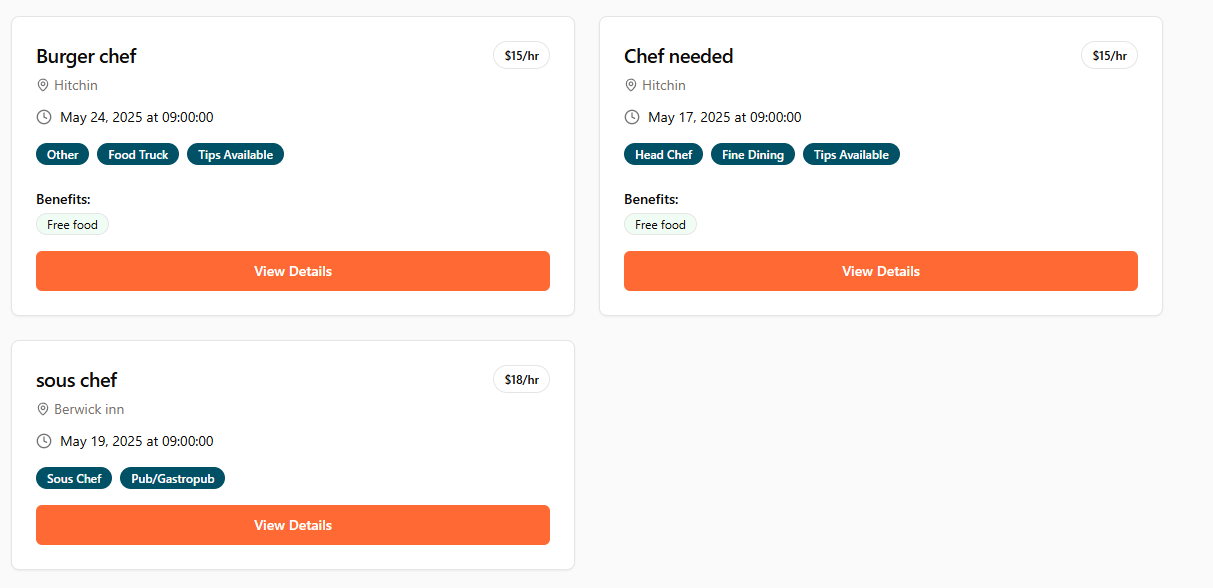 Burger chef
$15/hr
Hitchin
May 24, 2025 at 09:00:00
Other Food Truck Tips Available
Benefits:
Free food
View Details
Chef needed
$15/hr
Hitchin
May 17, 2025 at 09:00:00
Head Chef Fine Dining Tips Available
Benefits:
Free food
View Details
sous chef
$18/hr
Berwick inn
May 19, 2025 at 09:00:00
Sous Chef Pub/Gastropub
View Details